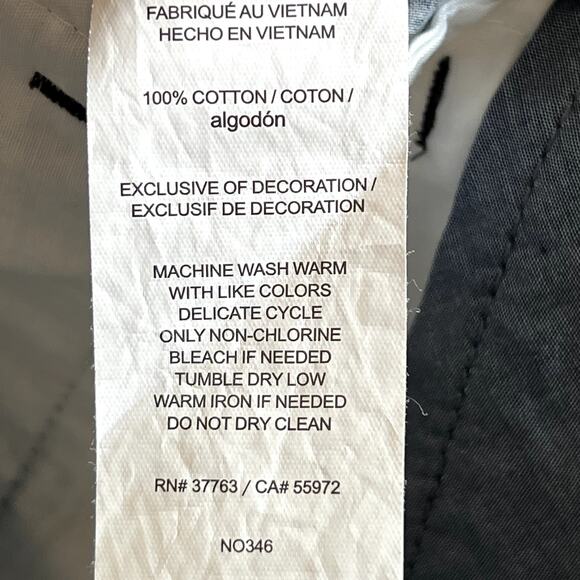 FABRIQUÉ AU VIETNAM
HECHO EN VIETNAM
100% COTTON / COTON /
algodón
EXCLUSIVE OF DECORATION /
EXCLUSIF DE DECORATION
MACHINE WASH WARM
WITH LIKE COLORS
DELICATE CYCLE
ONLY NON-CHLORINE
BLEACH IF NEEDED
TUMBLE DRY LOW
WARM IRON IF NEEDED
DO NOT DRY CLEAN
RN# 37763 / CA# 55972
NO346